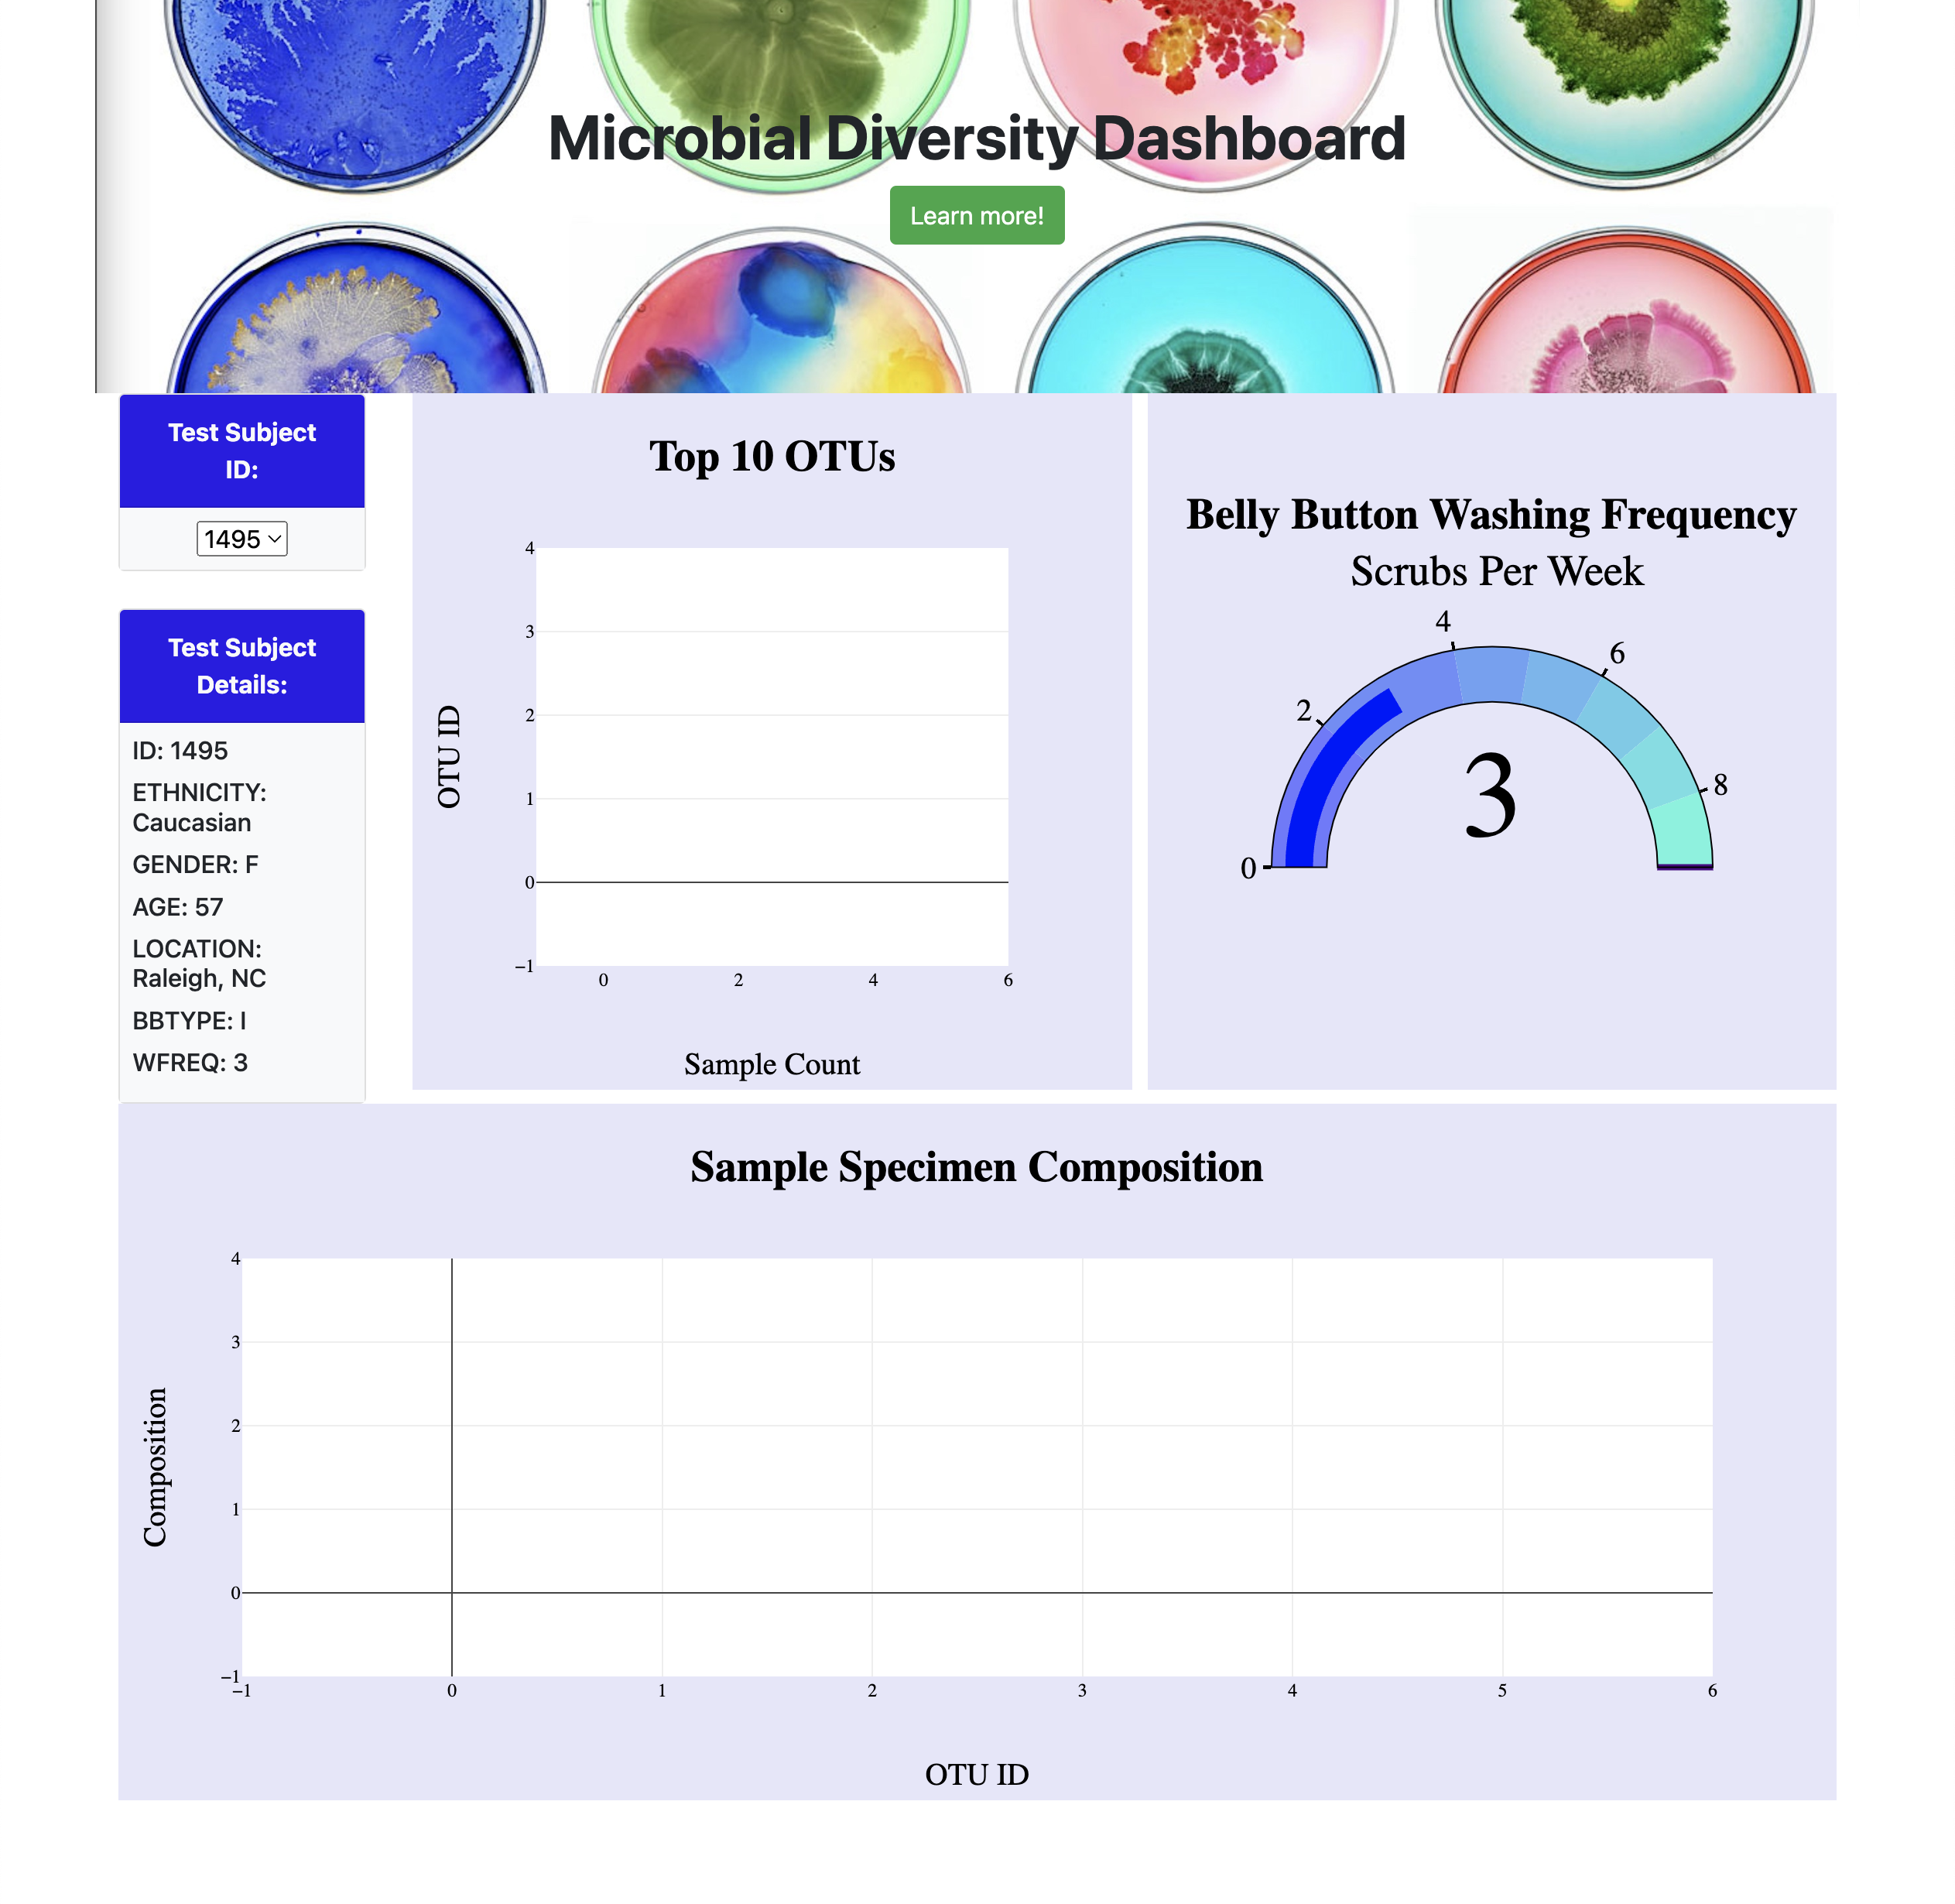 Microbial Diversity Dashboard
Learn more!
Test Subject
ID:
1495
Test Subject
Details:
ID: 1495
ETHNICITY:
Caucasian
GENDER: F
AGE: 57
LOCATION:
Raleigh, NC
BBTYPE: I
WFREQ: 3
Top 10 OTUs
OTU ID
4
3
2
1
0
−1
0 2 4 6
Sample Count
Belly Button Washing Frequency
Scrubs Per Week
0
2
4
6
8
3
Sample Specimen Composition
Composition
4
3
2
1
0
−1
−1 0 1 2 3 4 5 6
OTU ID